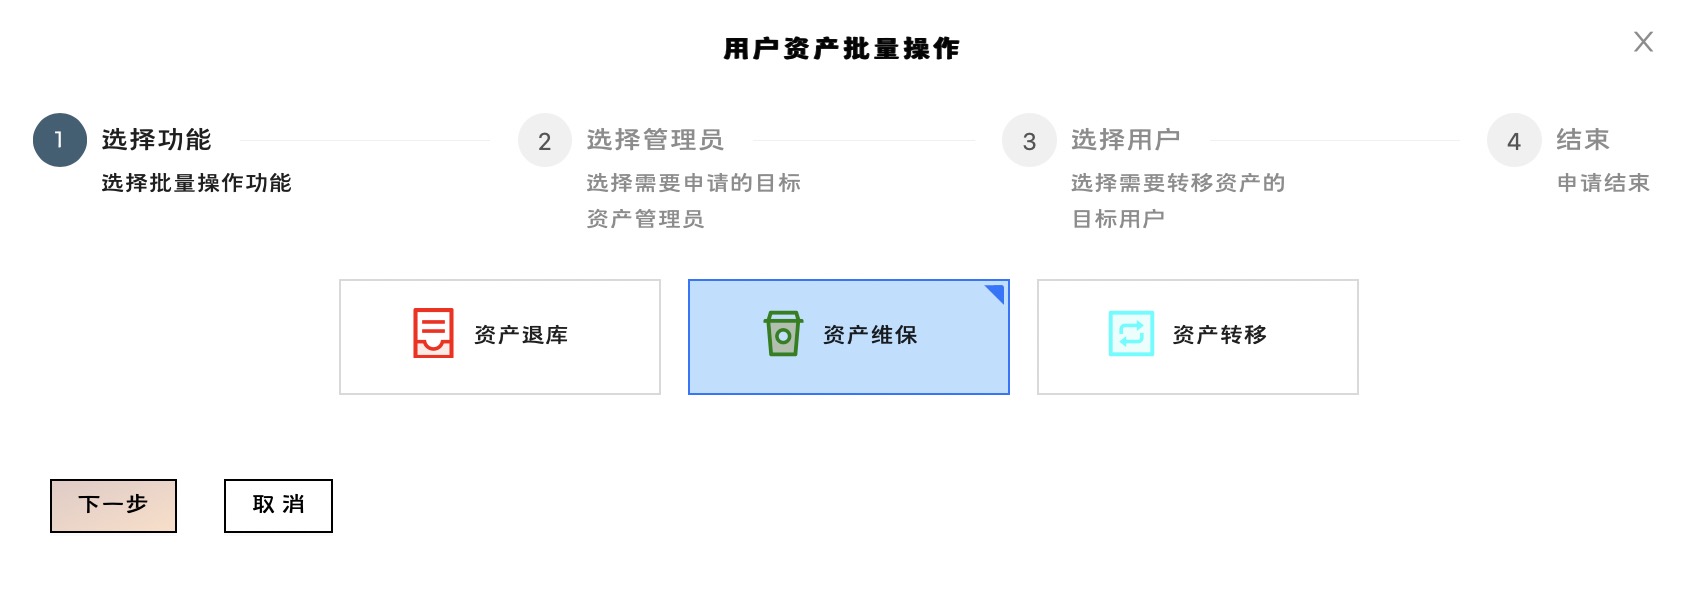 用户资产批量操作
X
1 选择功能
选择批量操作功能
2 选择管理员
选择需要申请的目标
资产管理员
3 选择用户
选择需要转移资产的
目标用户
4 结束
申请结束
资产退库
资产维保
资产转移
下一步
取 消